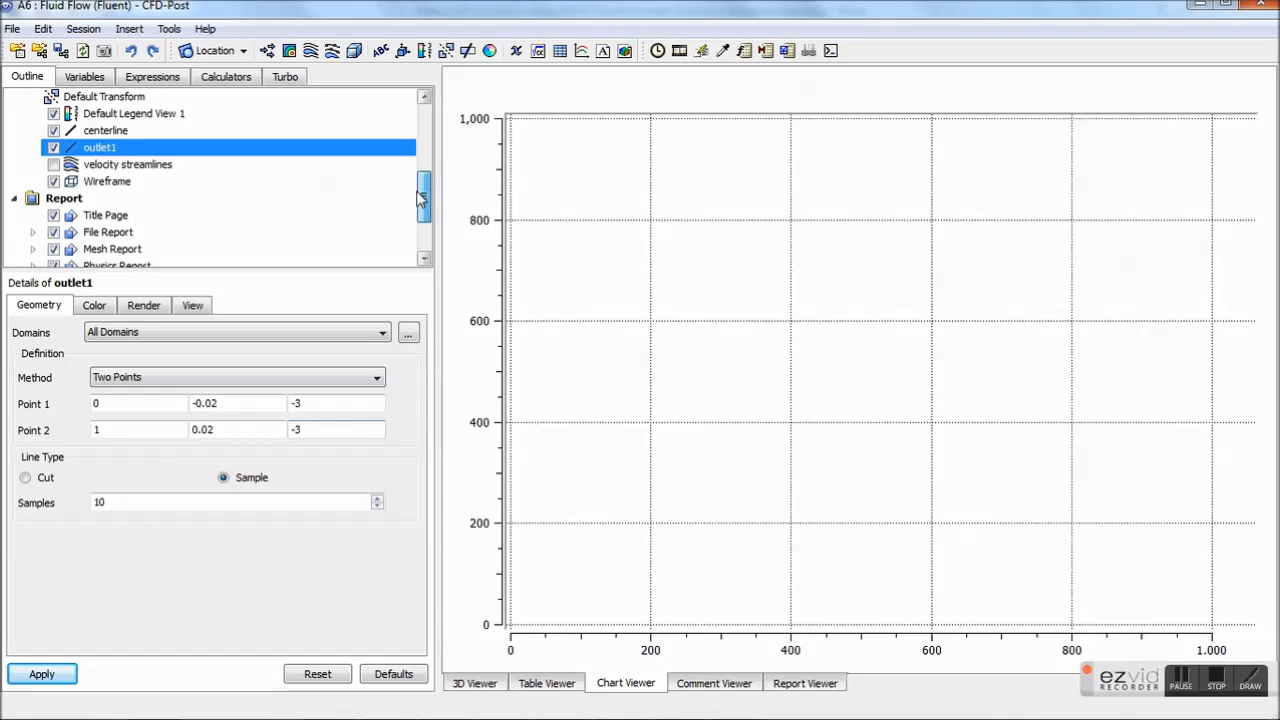 A6 : Fluid Flow (Fluent) - CFD-Post
File Edit Session Insert Tools Help
Location
Outline Variables Expressions Calculators Turbo
Default Transform
Default Legend View 1
centerline
outlet1
velocity streamlines
Wireframe
Report
Title Page
File Report
Mesh Report
Physics Report
Details of outlet1
Geometry Color Render View
Domains All Domains ...
Definition
Method Two Points
Point 1 0 -0.02 -3
Point 2 1 0.02 -3
Line Type
Cut Sample
Samples 10
Apply Reset Defaults
1,000
800
600
400
200
0
0 200 400 600 800 1.000
3D Viewer Table Viewer Chart Viewer Comment Viewer Report Viewer
ezvid
RECORDER
PAUSE STOP DRAW